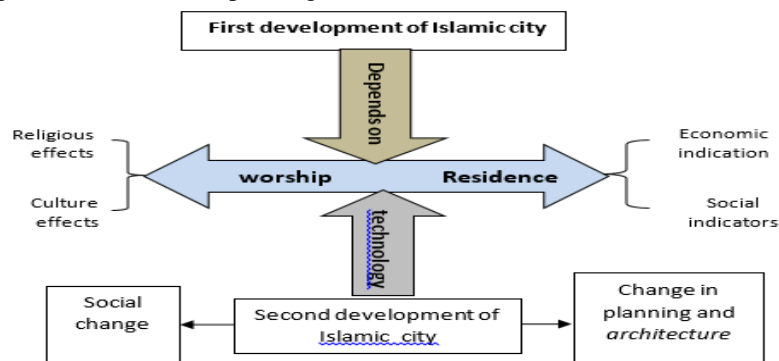 First development of Islamic city
Depends on
Religious
effects
Culture
effects
worship
Residence
Economic
indication
Social
indicators
technology
Social
change
Second development of
Islamic city
Change in
planning and
architecture